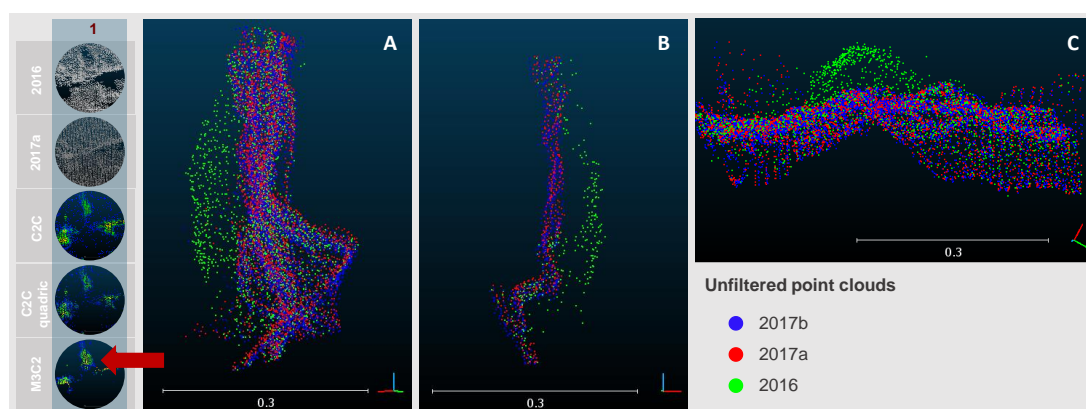 1
2016
2017a
C2C
C2C
quadric
M3C2
A
0.3
B
0.3
C
0.3
Unfiltered point clouds
2017b
2017a
2016